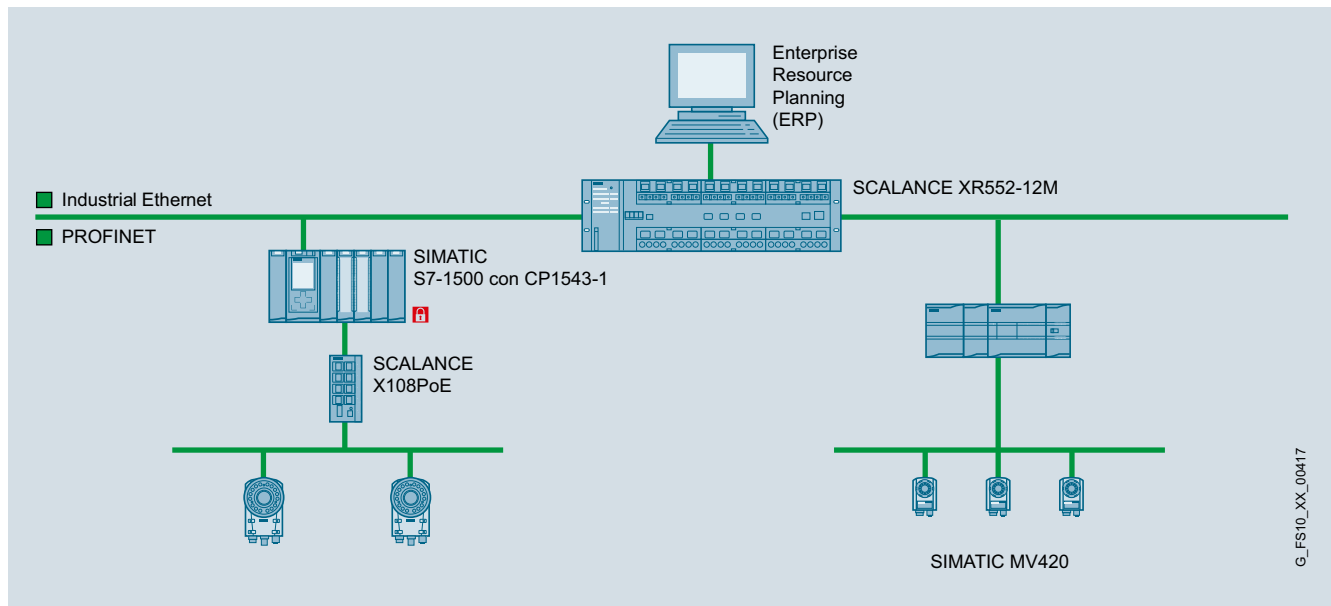 Enterprise
Resource
Planning
(ERP)
SCALANCE XR552-12M
Industrial Ethernet
PROFINET
SIMATIC
S7-1500 con CP1543-1
SCALANCE
X108PoE
SIMATIC MV420
G_FS10_XX_00417